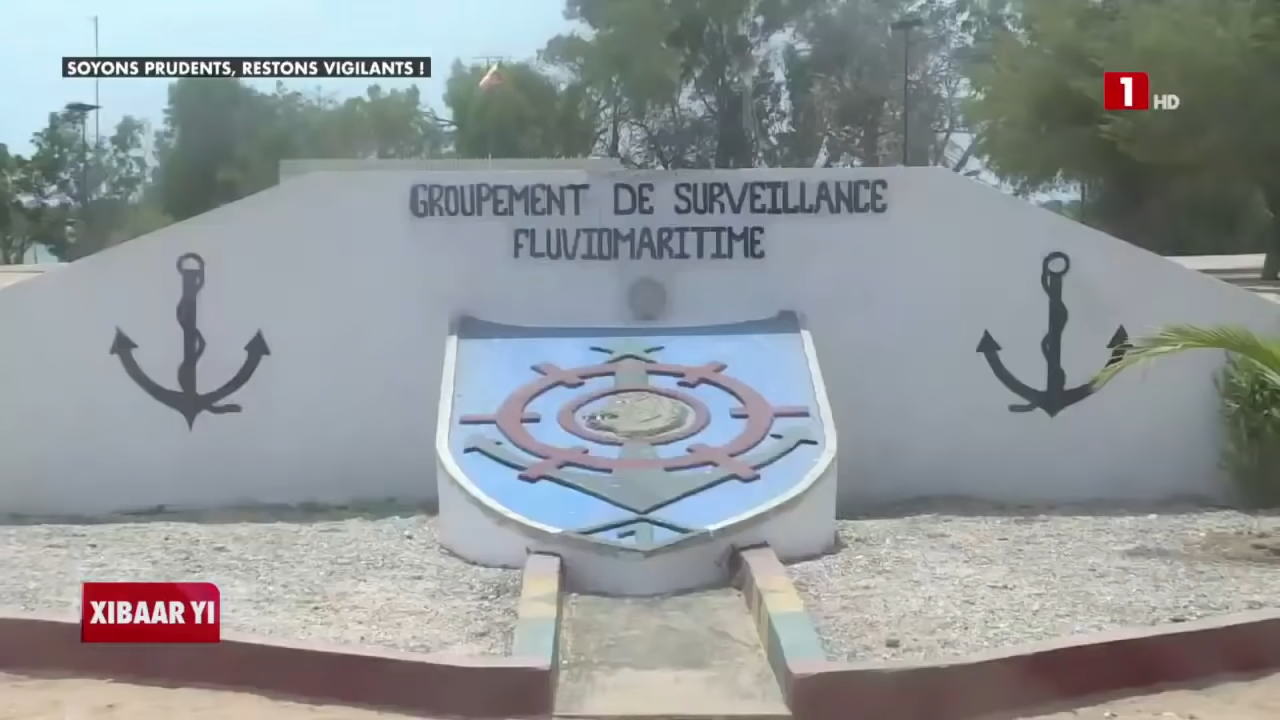 SOYONS PRUDENTS, RESTONS VIGILANTS !
1 HD
GROUPEMENT DE SURVEILLANCE
FLUVIOMARITIME
XIBAAR YI